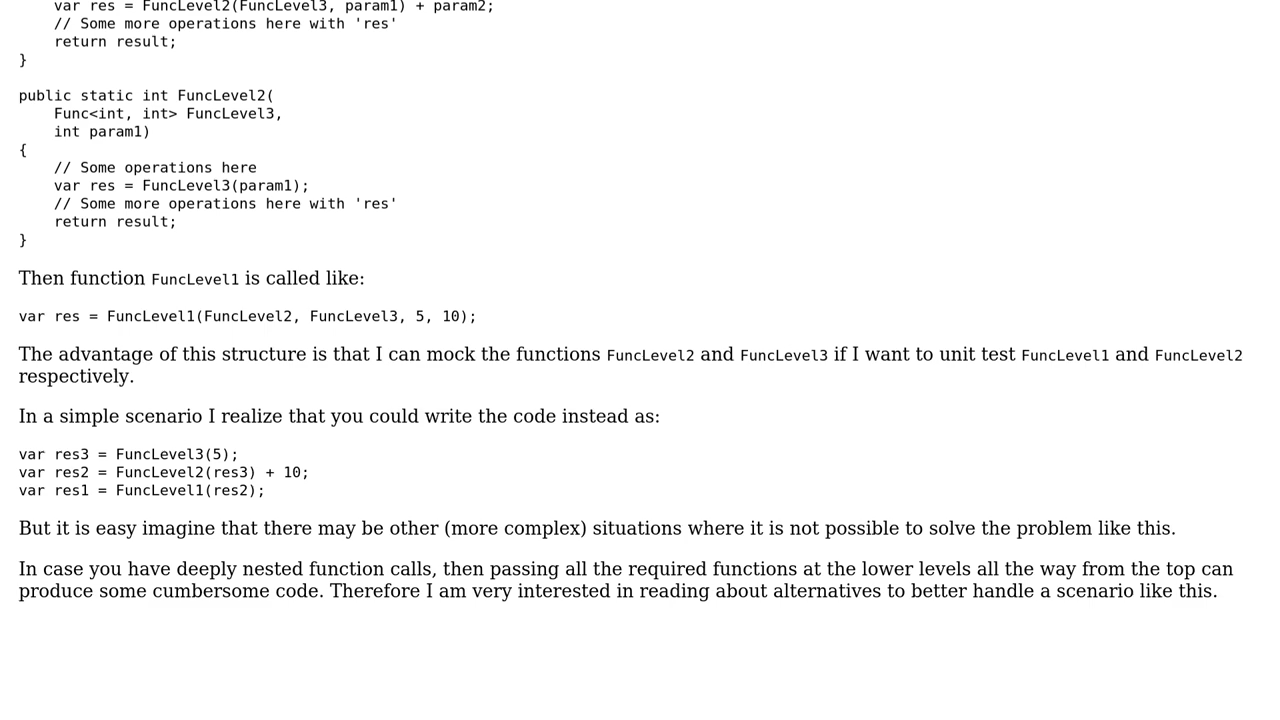 var res = FuncLevel2(FuncLevel3, param1) + param2;
    // Some more operations here with 'res'
    return result;
}

public static int FuncLevel2(
    Func<int, int> FuncLevel3,
    int param1)
{
    // Some operations here
    var res = FuncLevel3(param1);
    // Some more operations here with 'res'
    return result;
}
Then function FuncLevel1 is called like:
var res = FuncLevel1(FuncLevel2, FuncLevel3, 5, 10);
The advantage of this structure is that I can mock the functions FuncLevel2 and FuncLevel3 if I want to unit test FuncLevel1 and FuncLevel2
respectively.
In a simple scenario I realize that you could write the code instead as:
var res3 = FuncLevel3(5);
var res2 = FuncLevel2(res3) + 10;
var res1 = FuncLevel1(res2);
But it is easy imagine that there may be other (more complex) situations where it is not possible to solve the problem like this.
In case you have deeply nested function calls, then passing all the required functions at the lower levels all the way from the top can
produce some cumbersome code. Therefore I am very interested in reading about alternatives to better handle a scenario like this.